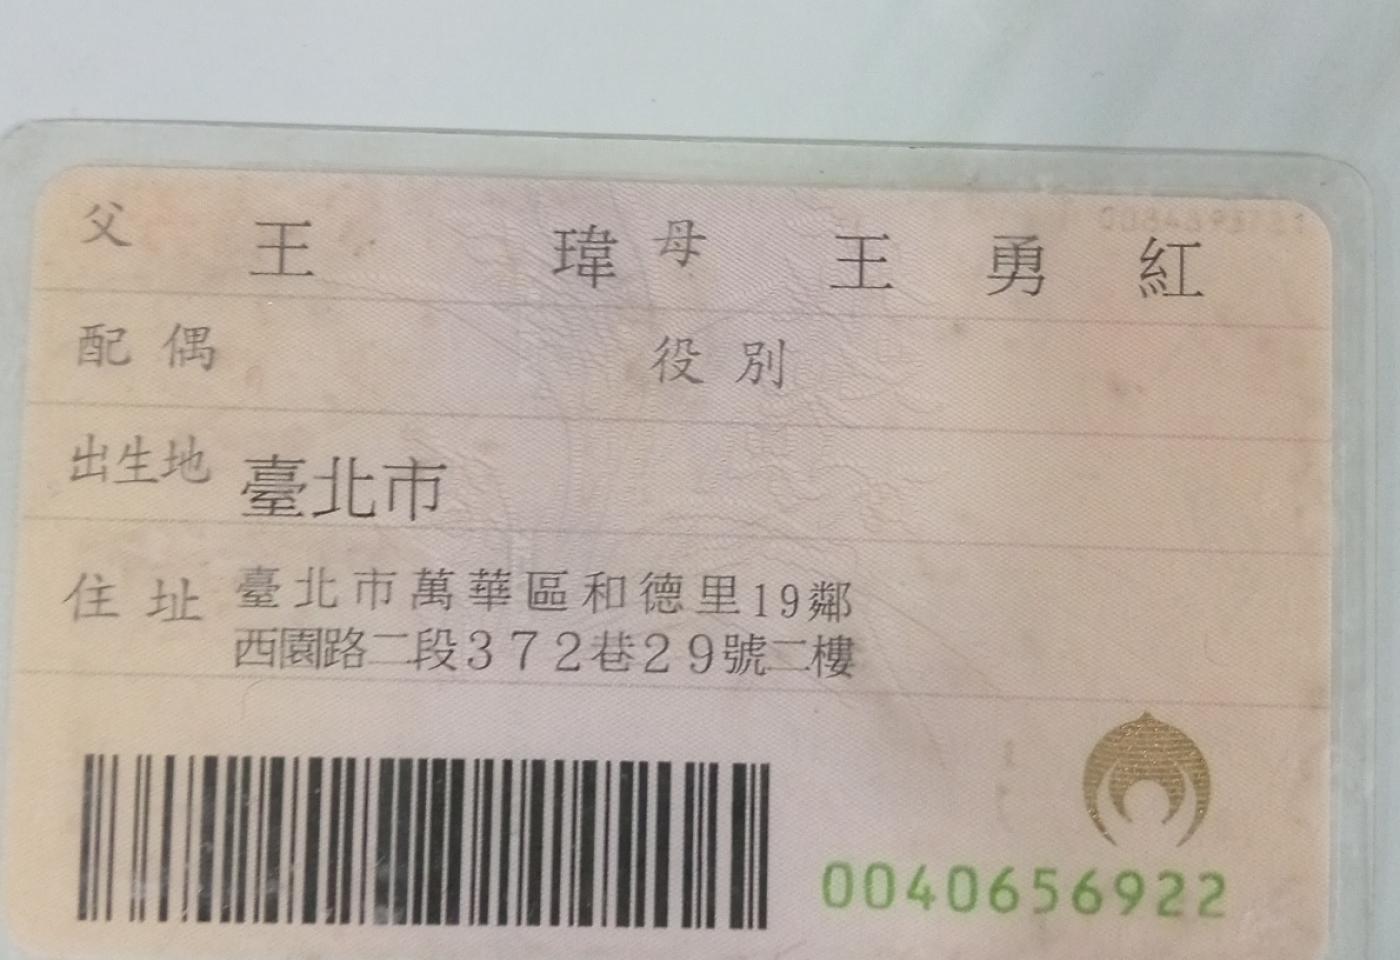 父 王 瑋 母 王 勇 紅
配偶 役別
出生地 臺北市
住址 臺北市萬華區和德里19鄰
西園路二段372巷29號二樓
0040656922